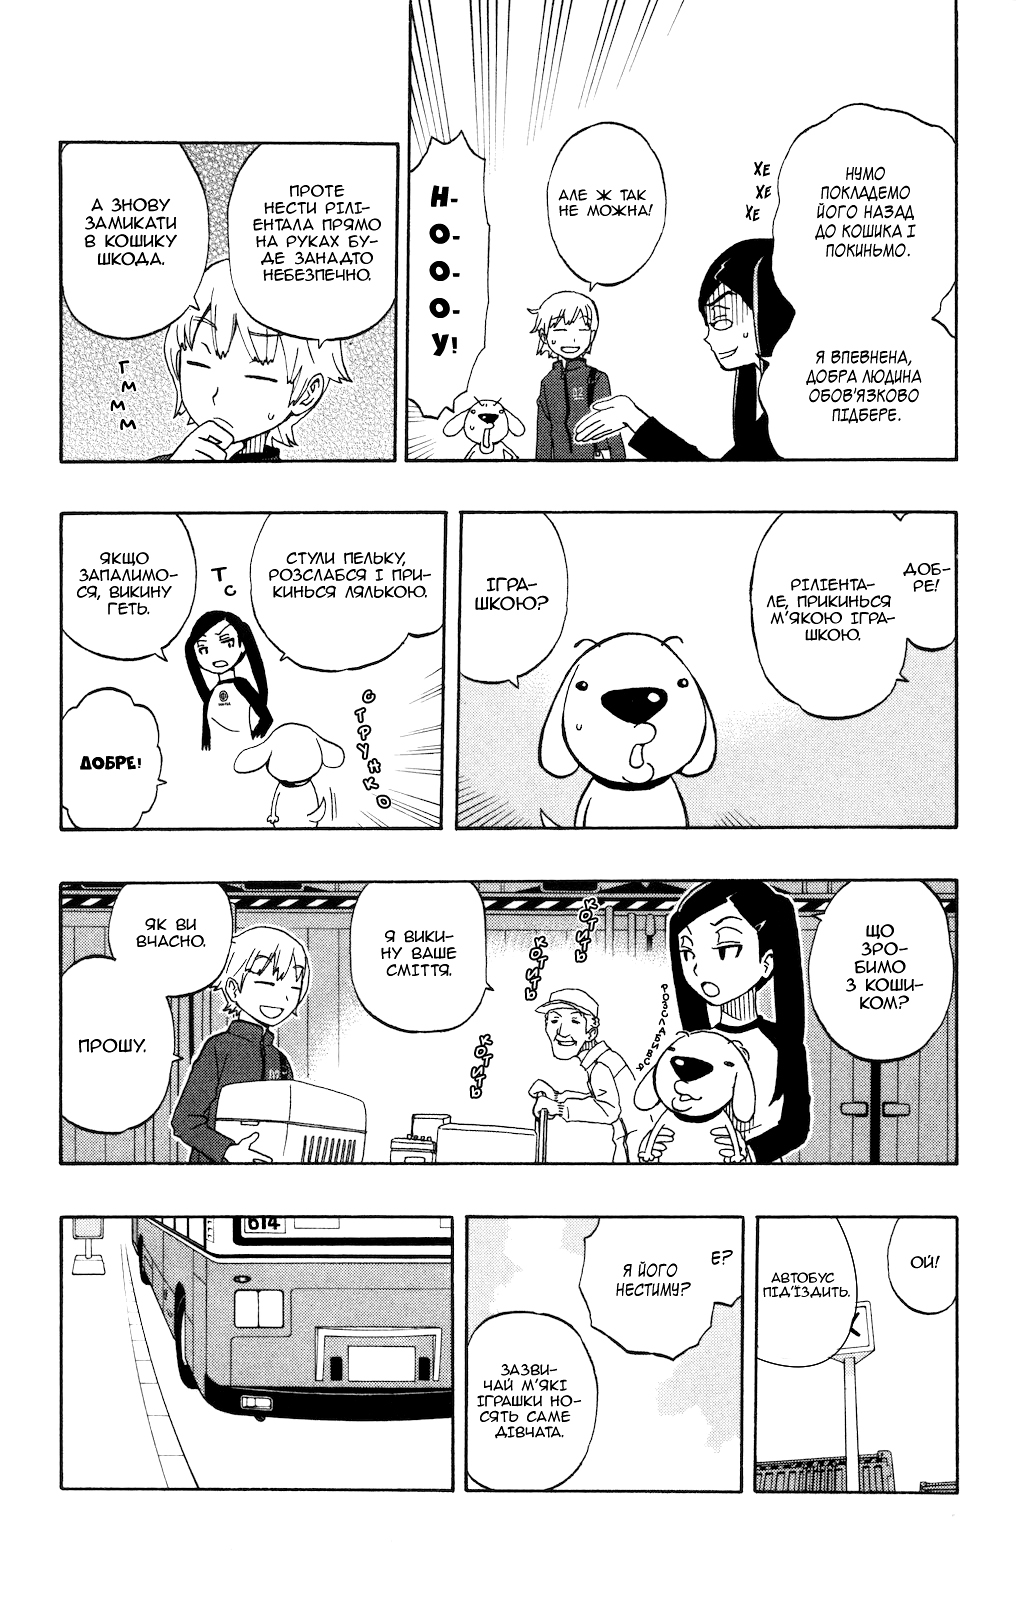 НУМО
ПОКЛАДЕМО
ЙОГО НАЗАД
ДО КОШИКА І
ПОКИНЬМО.
Я ВПЕВНЕНА,
ДОБРА ЛЮДИНА
ОБОВ'ЯЗКОВО
ПІДБЕРЕ.
ХЕ
ХЕ
ХЕ
АЛЕ Ж ТАК
НЕ МОЖНА!
Н-
О-
О-
О-
У!
ПРОТЕ
НЕСТИ РІЛІ-
ЕНТАЛА ПРЯМО
НА РУКАХ БУ-
ДЕ ЗАНАДТО
НЕБЕЗПЕЧНО.
А ЗНОВУ
ЗАМИКАТИ
В КОШИКУ
ШКОДА.
ГМММ
ДОБ-
РЕ!
РІЛІЕНТА-
ЛЕ, ПРИКИНЬСЯ
М'ЯКОЮ ІГРА-
ШКОЮ.
ІГРА-
ШКОЮ?
СТУЛИ ПЕЛЬКУ,
РОЗСЛАБСЯ І ПРИ-
КИНЬСЯ ЛЯЛЬКОЮ.
ТС
ЯКЩО
ЗАПАЛИМО-
СЯ, ВИКИНУ
ГЕТЬ.
СТРУНКО
ДОБРЕ!
ЩО
ЗРО-
БИМО
З КОШИ-
КОМ?
РОЗСЛАБИВСЯ
КОТИТЬ
КОТИТЬ
КОТИТЬ
Я ВИКИ-
НУ ВАШЕ
СМІТТЯ.
ЯК ВИ
ВЧАСНО.
ПРОШУ.
ОЙ!
АВТОБУС
ПІД'ЇЗДИТЬ.
Е?
Я ЙОГО
НЕСТИМУ?
ЗАЗВИ-
ЧАЙ М'ЯКІ
ІГРАШКИ НО-
СЯТЬ САМЕ
ДІВЧАТА.
614